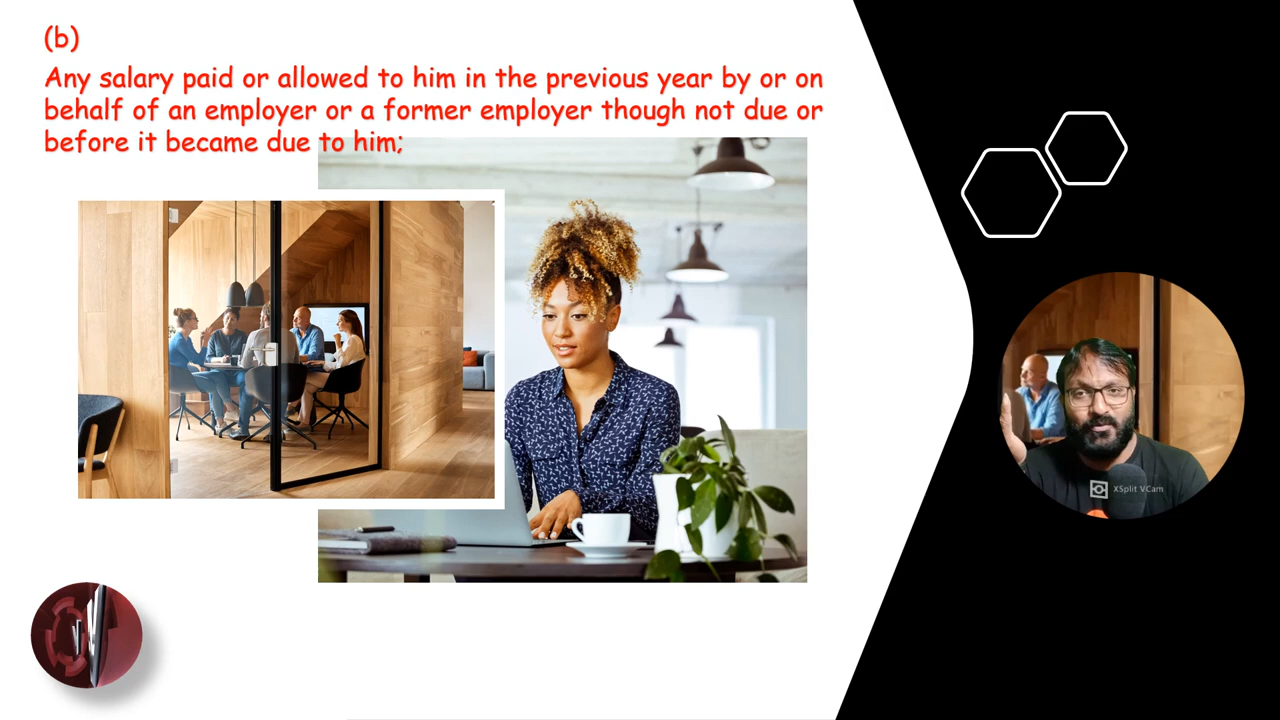 (b)
Any salary paid or allowed to him in the previous year by or on
behalf of an employer or a former employer though not due or
before it became due to him;
XSplit VCam